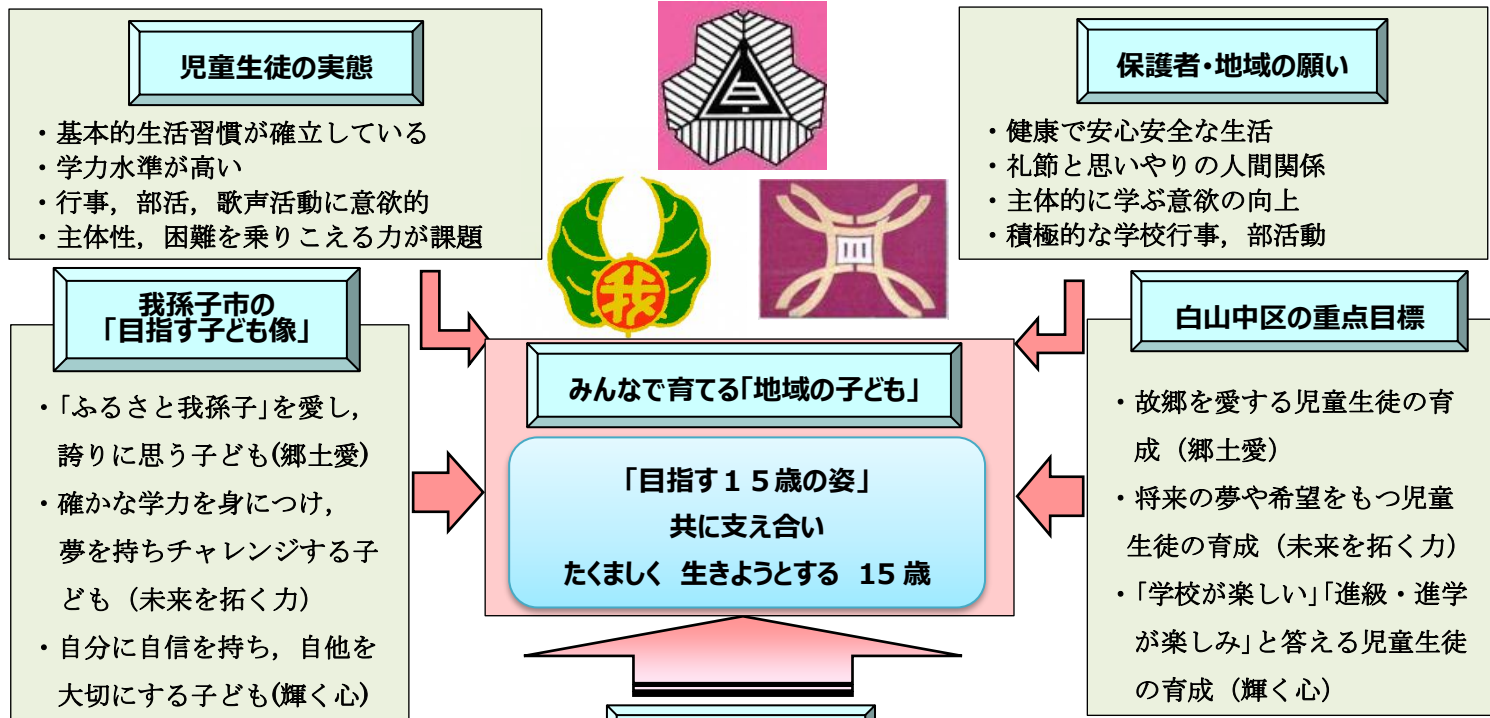 児童生徒の実態
・基本的生活習慣が確立している
・学力水準が高い
・行事，部活，歌声活動に意欲的
・主体性，困難を乗りこえる力が課題
保護者・地域の願い
・健康で安心安全な生活
・礼節と思いやりの人間関係
・主体的に学ぶ意欲の向上
・積極的な学校行事，部活動
我
我孫子市の
「目指す子ども像」
・「ふるさと我孫子」を愛し，
誇りに思う子ども(郷土愛)
・確かな学力を身につけ，
夢を持ちチャレンジする子
ども（未来を拓く力）
・自分に自信を持ち，自他を
大切にする子ども(輝く心)
みんなで育てる「地域の子ども」
「目指す１５歳の姿」
共に支え合い
たくましく 生きようとする 15 歳
白山中区の重点目標
・故郷を愛する児童生徒の育
成（郷土愛）
・将来の夢や希望をもつ児童
生徒の育成（未来を拓く力）
・「学校が楽しい」「進級・進学
が楽しみ」と答える児童生徒
の育成（輝く心）